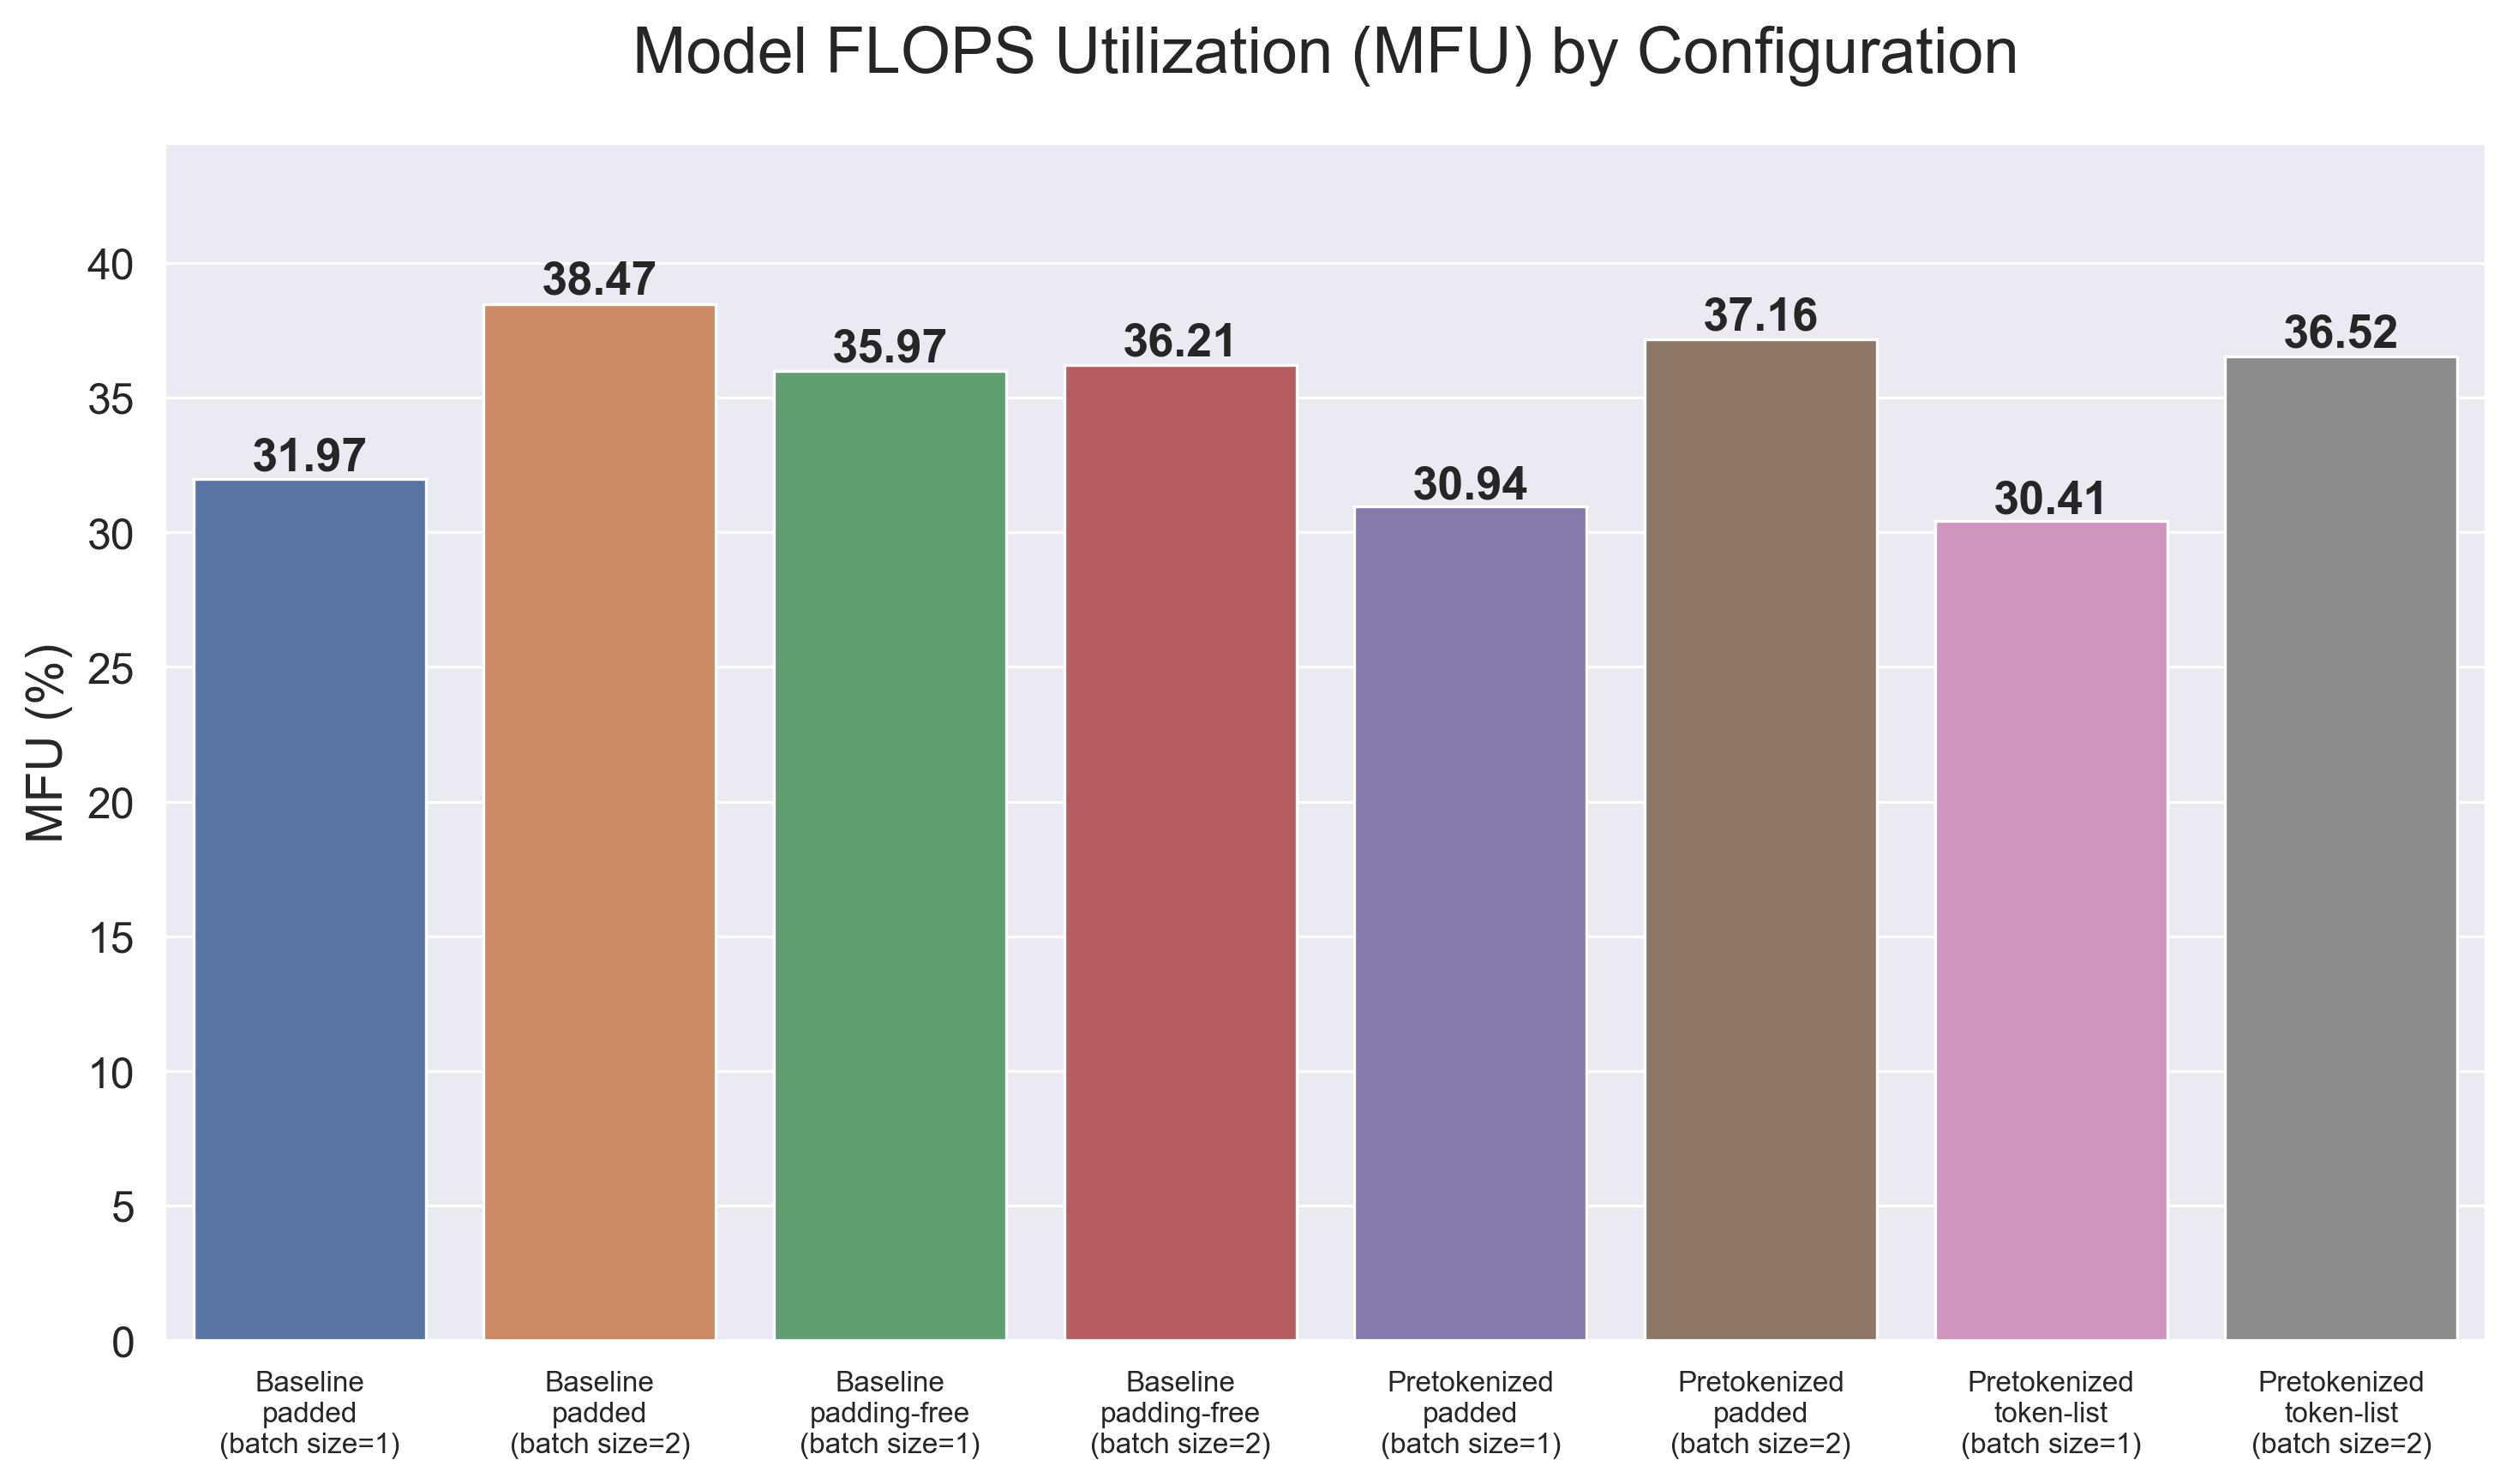 Model FLOPS Utilization (MFU) by Configuration
MFU (%)
40
35
30
25
20
15
10
5
0
31.97
38.47
35.97
36.21
30.94
37.16
30.41
36.52
Baseline
padded
(batch size=1)
Baseline
padded
(batch size=2)
Baseline
padding-free
(batch size=1)
Baseline
padding-free
(batch size=2)
Pretokenized
padded
(batch size=1)
Pretokenized
padded
(batch size=2)
Pretokenized
token-list
(batch size=1)
Pretokenized
token-list
(batch size=2)